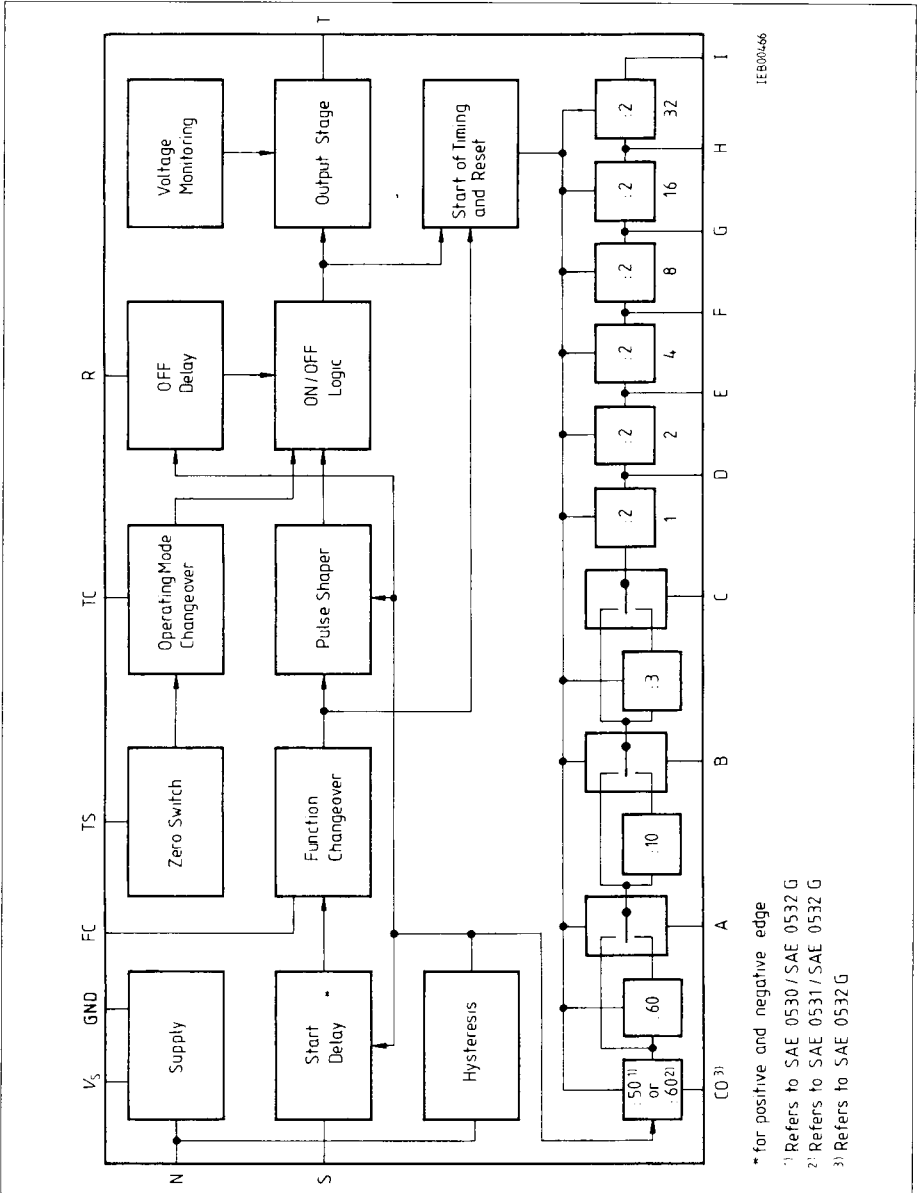 VS
GND
FC
TS
TC
R
T
N
S
Supply
Zero Switch
Operating Mode
Changeover
OFF
Delay
Voltage
Monitoring
Start
Delay
*
Function
Changeover
Pulse Shaper
ON/OFF
Logic
Output Stage
Hysteresis
Start of Timing
and Reset
:50 1)
or
:60 2)
:60
:10
:3
:2
:2
:2
:2
:2
:2
1
2
4
8
16
32
CO 3)
A
B
C
D
E
F
G
H
I
* for positive and negative edge
1) Refers to SAE 0530 / SAE 0532 G
2) Refers to SAE 0531 / SAE 0532 G
3) Refers to SAE 0532 G
IEB00466